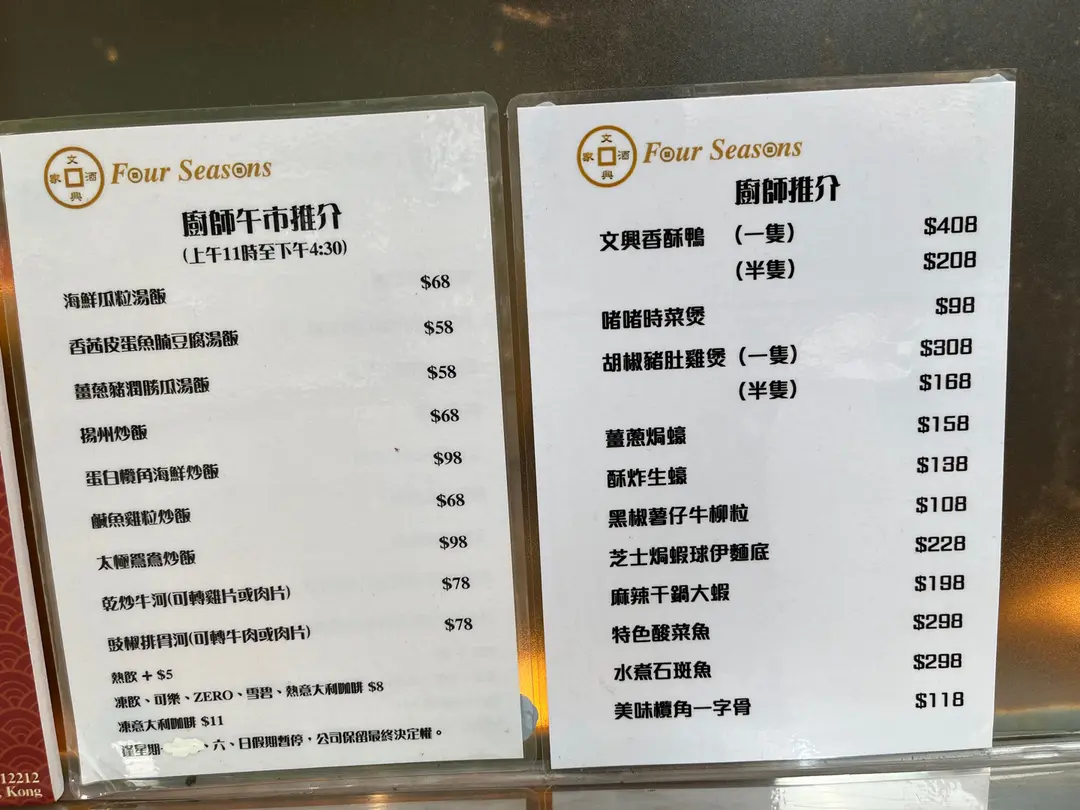 文興酒家
Four Seasons
廚師午市推介
(上午11時至下午4:30)
海鮮瓜粒湯飯 $68
香茜皮蛋魚腩豆腐湯飯 $58
薑蔥豬潤勝瓜湯飯 $58
揚州炒飯 $68
蛋白欖角海鮮炒飯 $98
鹹魚雞粒炒飯 $68
太極鴛鴦炒飯 $98
乾炒牛河(可轉雞片或肉片) $78
豉椒排骨河(可轉牛肉或肉片) $78
熱飲 + $5
凍飲、可樂、ZERO、雪碧、熱意大利咖啡 $8
凍意大利咖啡 $11
逢星期 、六、日假期暫停，公司保留最終決定權。
12212
Kong
文興酒家
Four Seasons
廚師推介
文興香酥鴨 (一隻) $408
(半隻) $208
啫啫時菜煲 $98
胡椒豬肚雞煲 (一隻) $308
(半隻) $168
薑蔥焗蠔 $158
酥炸生蠔 $138
黑椒薯仔牛柳粒 $108
芝士焗蝦球伊麵底 $228
麻辣干鍋大蝦 $198
特色酸菜魚 $298
水煮石斑魚 $298
美味欖角一字骨 $118